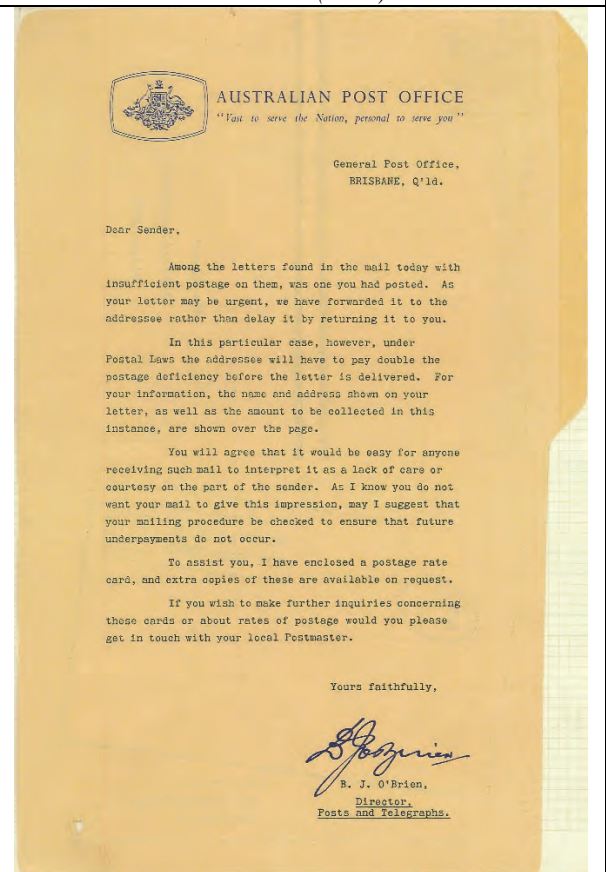 AUSTRALIAN POST OFFICE
"Vast to serve the Nation, personal to serve you"
General Post Office,
BRISBANE, Q'ld.
Dear Sender,
Among the letters found in the mail today with
insufficient postage on them, was one you had posted. As
your letter may be urgent, we have forwarded it to the
addressee rather than delay it by returning it to you.
In this particular case, however, under
Postal Laws the addressee will have to pay double the
postage deficiency before the letter is delivered. For
your information, the name and address shown on your
letter, as well as the amount to be collected in this
instance, are shown over the page.
You will agree that it would be easy for anyone
receiving such mail to interpret it as a lack of care or
courtesy on the part of the sender. As I know you do not
want your mail to give this impression, may I suggest that
your mailing procedure be checked to ensure that future
underpayments do not occur.
To assist you, I have enclosed a postage rate
card, and extra copies of these are available on request.
If you wish to make further inquiries concerning
these cards or about rates of postage would you please
get in touch with your local Postmaster.
Yours faithfully,
B. J. O'Brien,
Director,
Posts and Telegraphs.